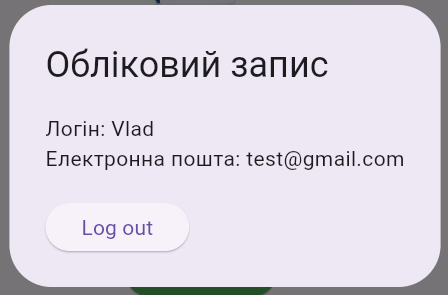 Обліковий запис
Логін: Vlad
Електронна пошта: test@gmail.com
Log out